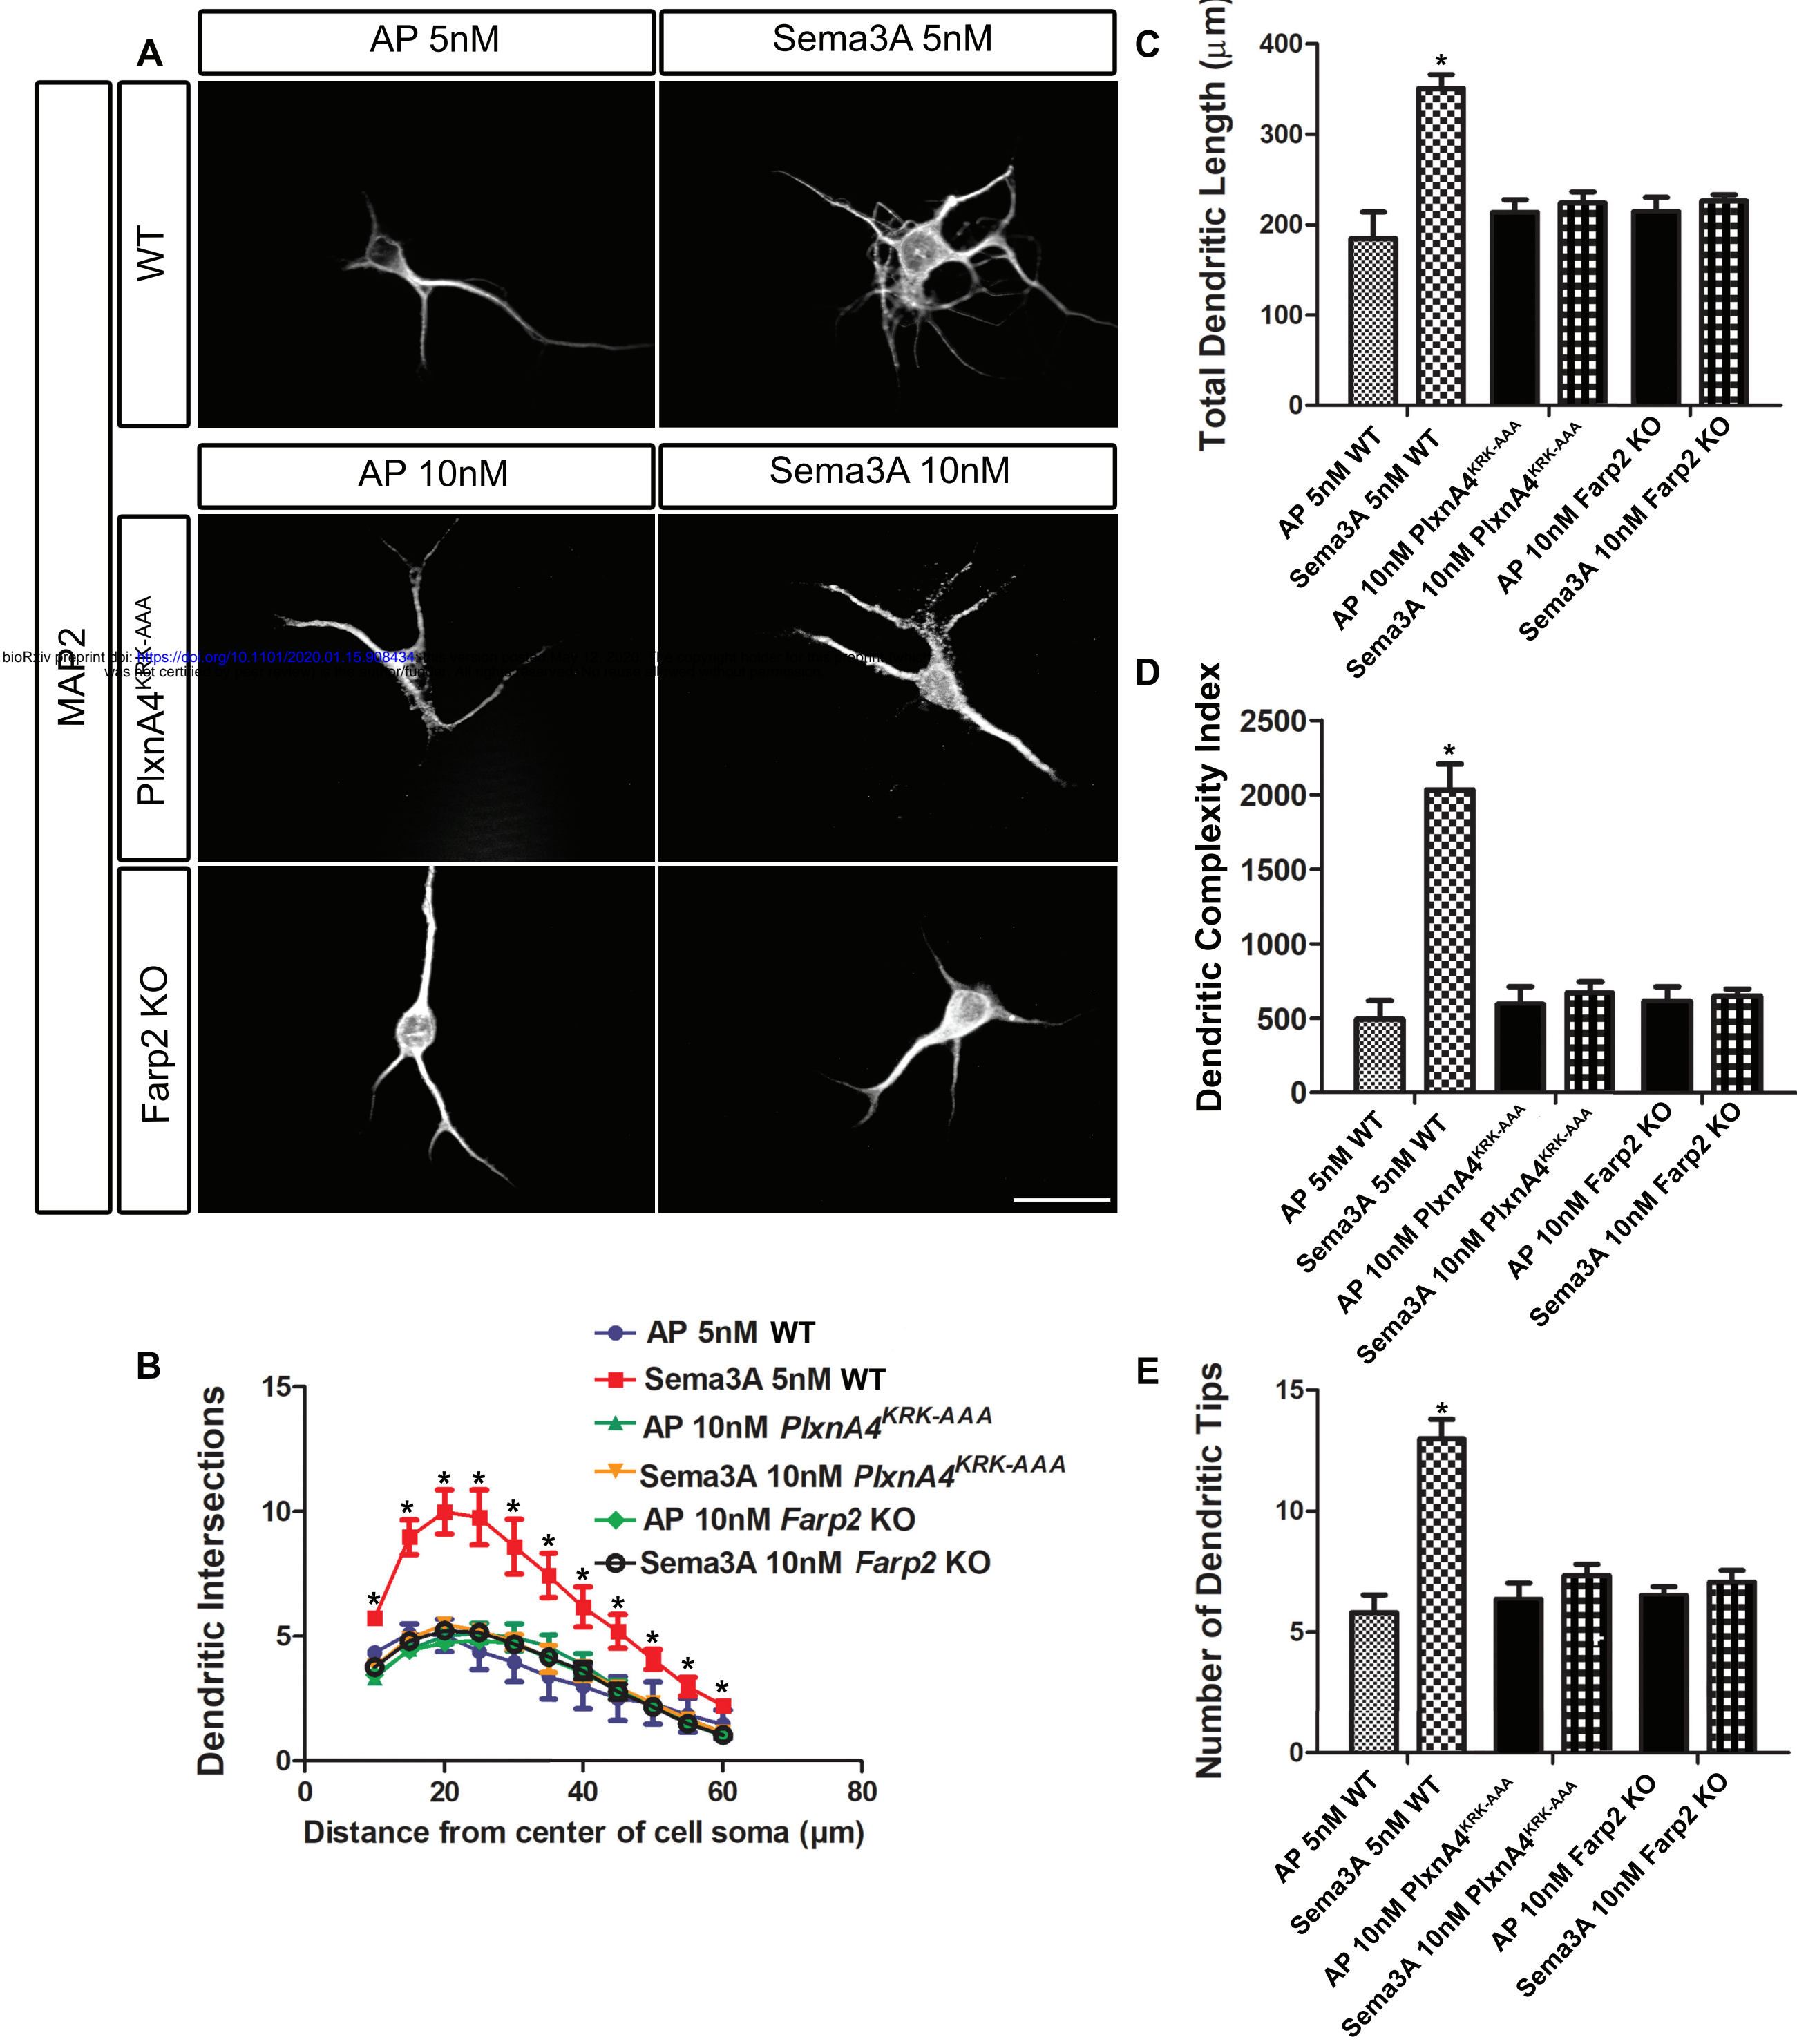 A
AP 5nM
Sema3A 5nM
MAP2
WT
AP 10nM
Sema3A 10nM
PlxnA4KRK-AAA
bioRxiv preprint doi: https://doi.org/10.1101/2020.01.15.908434
was not certified
Farp2 KO
B
AP 5nM WT
Sema3A 5nM WT
AP 10nM PlxnA4KRK-AAA
Sema3A 10nM PlxnA4KRK-AAA
AP 10nM Farp2 KO
Sema3A 10nM Farp2 KO
Dendritic Intersections
15
10
5
0
* * * * * * * * * * *
0 20 40 60 80
Distance from center of cell soma (μm)
C
Total Dendritic Length (μm)
400
300
200
100
0
*
AP 5nM WT
Sema3A 5nM WT
AP 10nM PlxnA4KRK-AAA
Sema3A 10nM PlxnA4KRK-AAA
AP 10nM Farp2 KO
Sema3A 10nM Farp2 KO
D
Dendritic Complexity Index
2500
2000
1500
1000
500
0
*
AP 5nM WT
Sema3A 5nM WT
AP 10nM PlxnA4KRK-AAA
Sema3A 10nM PlxnA4KRK-AAA
AP 10nM Farp2 KO
Sema3A 10nM Farp2 KO
E
Number of Dendritic Tips
15
10
5
0
*
AP 5nM WT
Sema3A 5nM WT
AP 10nM PlxnA4KRK-AAA
Sema3A 10nM PlxnA4KRK-AAA
AP 10nM Farp2 KO
Sema3A 10nM Farp2 KO